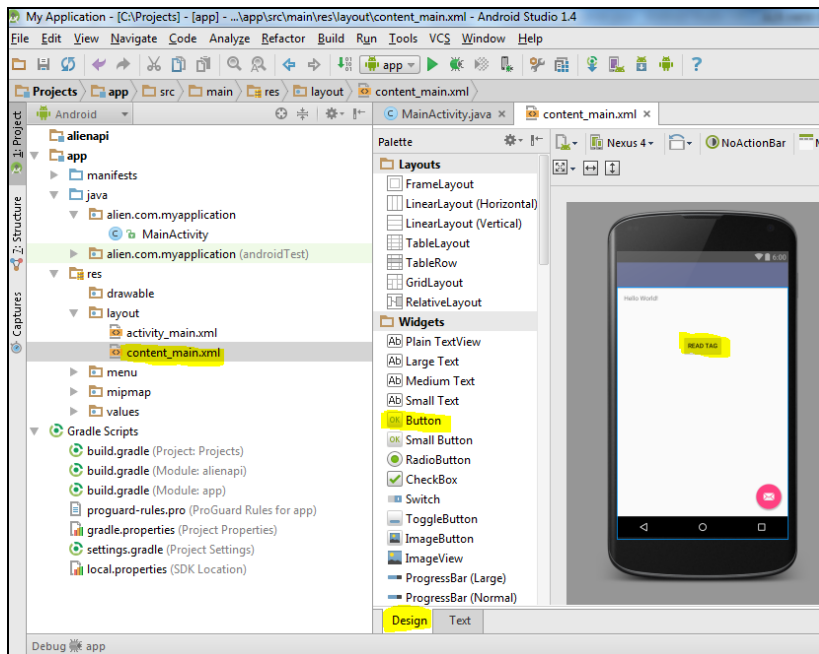 My Application - [C:\Projects] - [app] - ...\app\src\main\res\layout\content_main.xml - Android Studio 1.4
File Edit View Navigate Code Analyze Refactor Build Run Tools VCS Window Help
app
Projects app src main res layout content_main.xml
1: Project
7: Structure
Captures
Android
alienapi
app
manifests
java
alien.com.myapplication
MainActivity
alien.com.myapplication (androidTest)
res
drawable
layout
activity_main.xml
content_main.xml
menu
mipmap
values
Gradle Scripts
build.gradle (Project: Projects)
build.gradle (Module: alienapi)
build.gradle (Module: app)
proguard-rules.pro (ProGuard Rules for app)
gradle.properties (Project Properties)
settings.gradle (Project Settings)
local.properties (SDK Location)
MainActivity.java content_main.xml
Palette
Layouts
FrameLayout
LinearLayout (Horizontal)
LinearLayout (Vertical)
TableLayout
TableRow
GridLayout
RelativeLayout
Widgets
Ab Plain TextView
Ab Large Text
Ab Medium Text
Ab Small Text
OK Button
OK Small Button
RadioButton
CheckBox
Switch
ToggleButton
ImageButton
ImageView
ProgressBar (Large)
ProgressBar (Normal)
Design Text
Nexus 4 NoActionBar
6:00
Hello World!
READ TAG
Debug app